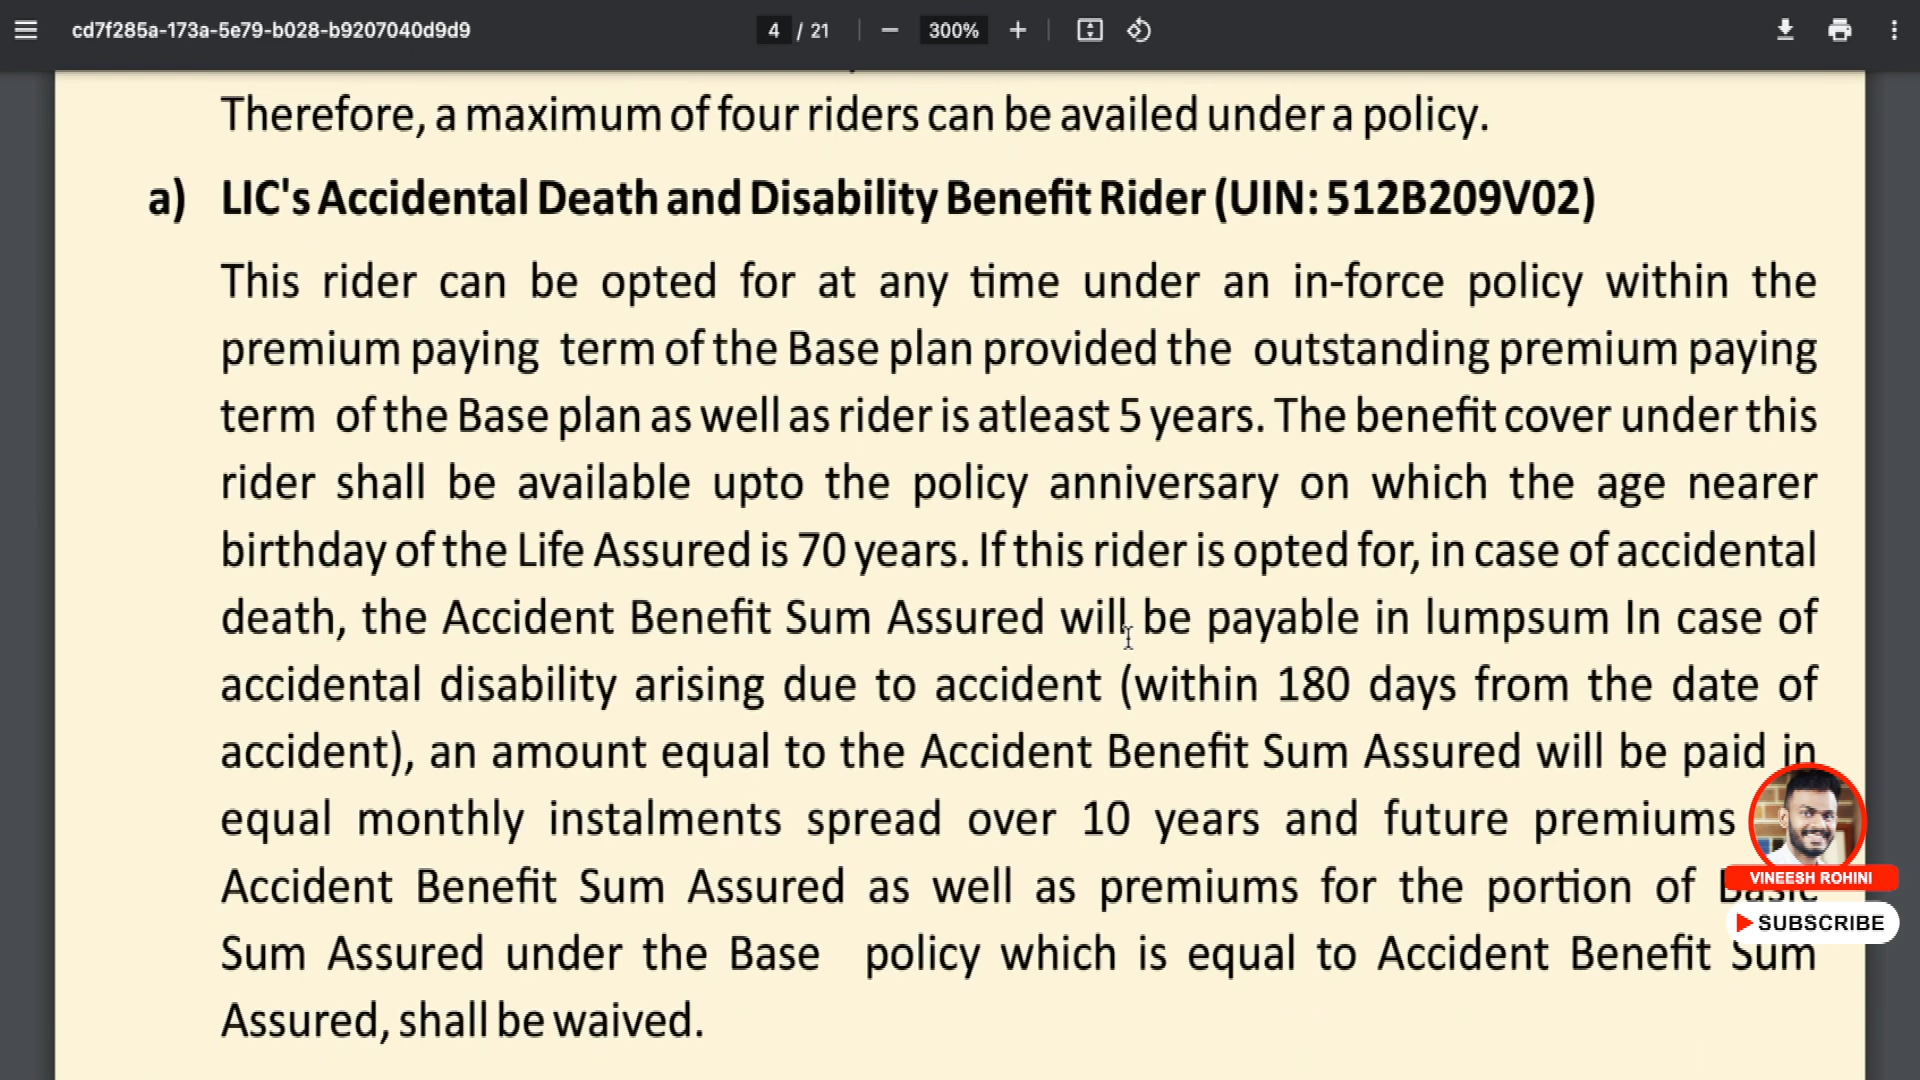 cd7f285a-173a-5e79-b028-b9207040d9d9
4 / 21
300%
Therefore, a maximum of four riders can be availed under a policy.
a) LIC's Accidental Death and Disability Benefit Rider (UIN: 512B209V02)
This rider can be opted for at any time under an in-force policy within the
premium paying term of the Base plan provided the outstanding premium paying
term of the Base plan as well as rider is atleast 5 years. The benefit cover under this
rider shall be available upto the policy anniversary on which the age nearer
birthday of the Life Assured is 70 years. If this rider is opted for, in case of accidental
death, the Accident Benefit Sum Assured will be payable in lumpsum In case of
accidental disability arising due to accident (within 180 days from the date of
accident), an amount equal to the Accident Benefit Sum Assured will be paid in
equal monthly instalments spread over 10 years and future premiums
Accident Benefit Sum Assured as well as premiums for the portion of Basic
Sum Assured under the Base policy which is equal to Accident Benefit Sum
Assured, shall be waived.
VINEESH ROHINI
SUBSCRIBE